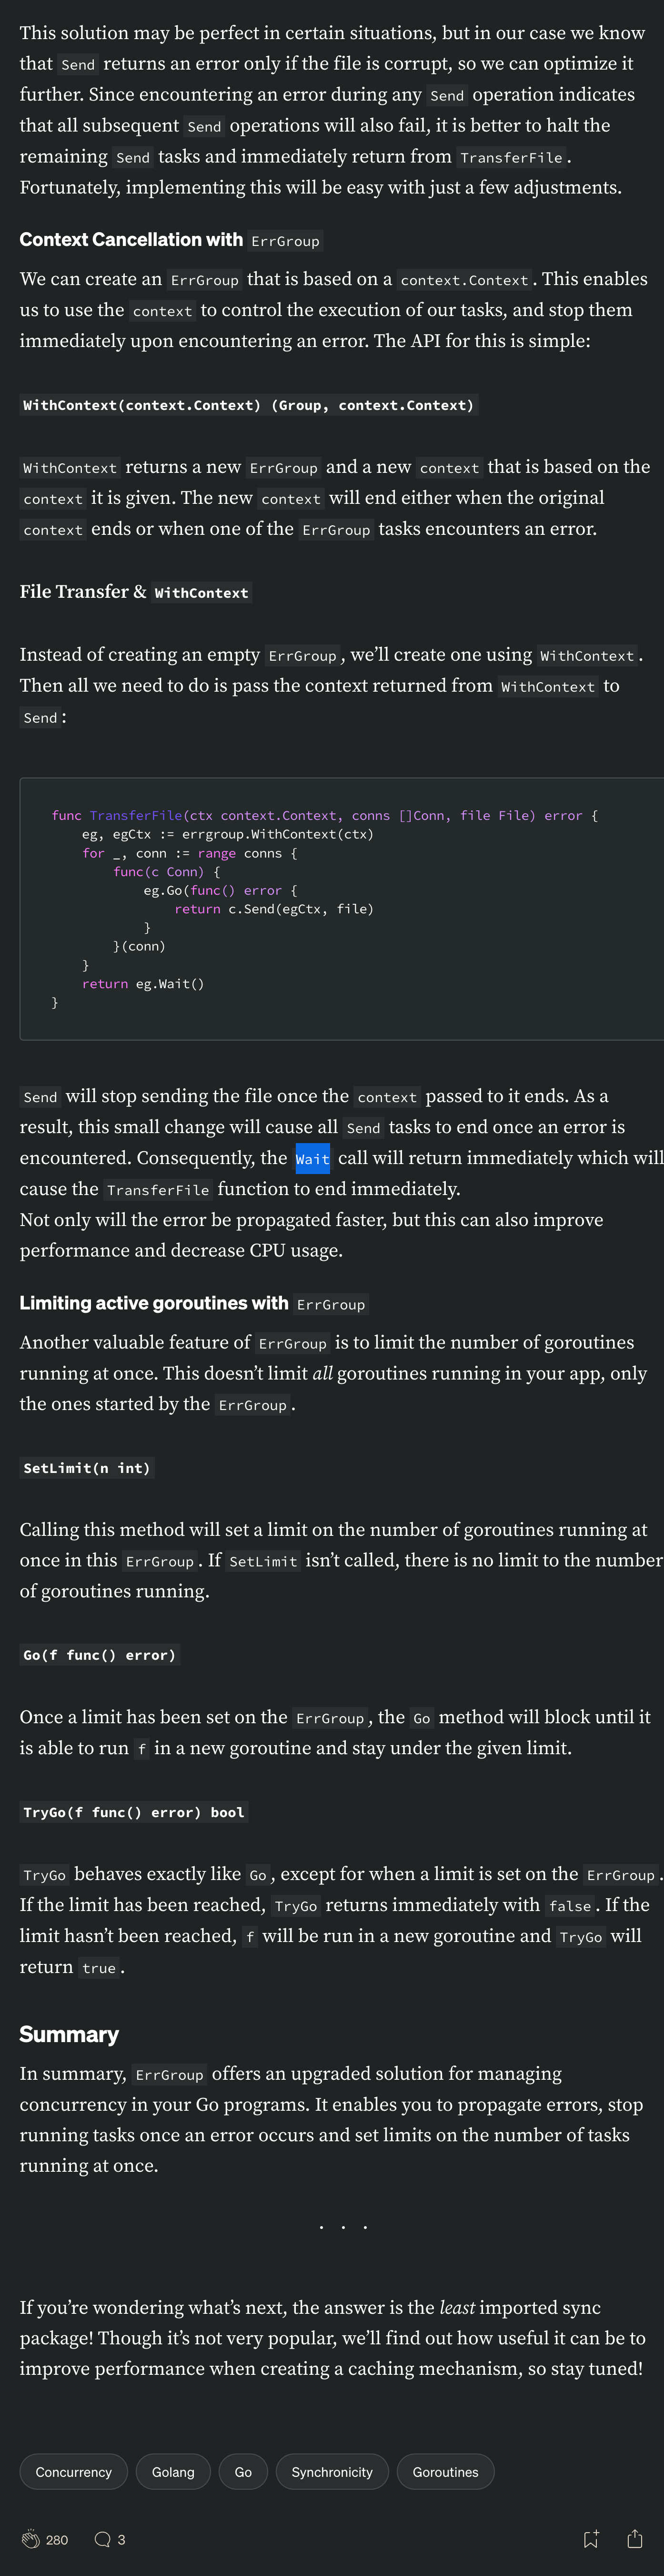 This solution may be perfect in certain situations, but in our case we know
that Send returns an error only if the file is corrupt, so we can optimize it
further. Since encountering an error during any Send operation indicates
that all subsequent Send operations will also fail, it is better to halt the
remaining Send tasks and immediately return from TransferFile.
Fortunately, implementing this will be easy with just a few adjustments.
Context Cancellation with ErrGroup
We can create an ErrGroup that is based on a context.Context. This enables
us to use the context to control the execution of our tasks, and stop them
immediately upon encountering an error. The API for this is simple:
WithContext(context.Context) (Group, context.Context)
WithContext returns a new ErrGroup and a new context that is based on the
context it is given. The new context will end either when the original
context ends or when one of the ErrGroup tasks encounters an error.
File Transfer & WithContext
Instead of creating an empty ErrGroup, we’ll create one using WithContext.
Then all we need to do is pass the context returned from WithContext to
Send:
func TransferFile(ctx context.Context, conns []Conn, file File) error {
    eg, egCtx := errgroup.WithContext(ctx)
    for _, conn := range conns {
        func(c Conn) {
            eg.Go(func() error {
                return c.Send(egCtx, file)
            }
        }(conn)
    }
    return eg.Wait()
}
Send will stop sending the file once the context passed to it ends. As a
result, this small change will cause all Send tasks to end once an error is
encountered. Consequently, the Wait call will return immediately which will
cause the TransferFile function to end immediately.
Not only will the error be propagated faster, but this can also improve
performance and decrease CPU usage.
Limiting active goroutines with ErrGroup
Another valuable feature of ErrGroup is to limit the number of goroutines
running at once. This doesn’t limit all goroutines running in your app, only
the ones started by the ErrGroup.
SetLimit(n int)
Calling this method will set a limit on the number of goroutines running at
once in this ErrGroup. If SetLimit isn’t called, there is no limit to the number
of goroutines running.
Go(f func() error)
Once a limit has been set on the ErrGroup, the Go method will block until it
is able to run f in a new goroutine and stay under the given limit.
TryGo(f func() error) bool
TryGo behaves exactly like Go, except for when a limit is set on the ErrGroup.
If the limit has been reached, TryGo returns immediately with false. If the
limit hasn’t been reached, f will be run in a new goroutine and TryGo will
return true.
Summary
In summary, ErrGroup offers an upgraded solution for managing
concurrency in your Go programs. It enables you to propagate errors, stop
running tasks once an error occurs and set limits on the number of tasks
running at once.
. . .
If you’re wondering what’s next, the answer is the least imported sync
package! Though it’s not very popular, we’ll find out how useful it can be to
improve performance when creating a caching mechanism, so stay tuned!
Concurrency Golang Go Synchronicity Goroutines
280 3